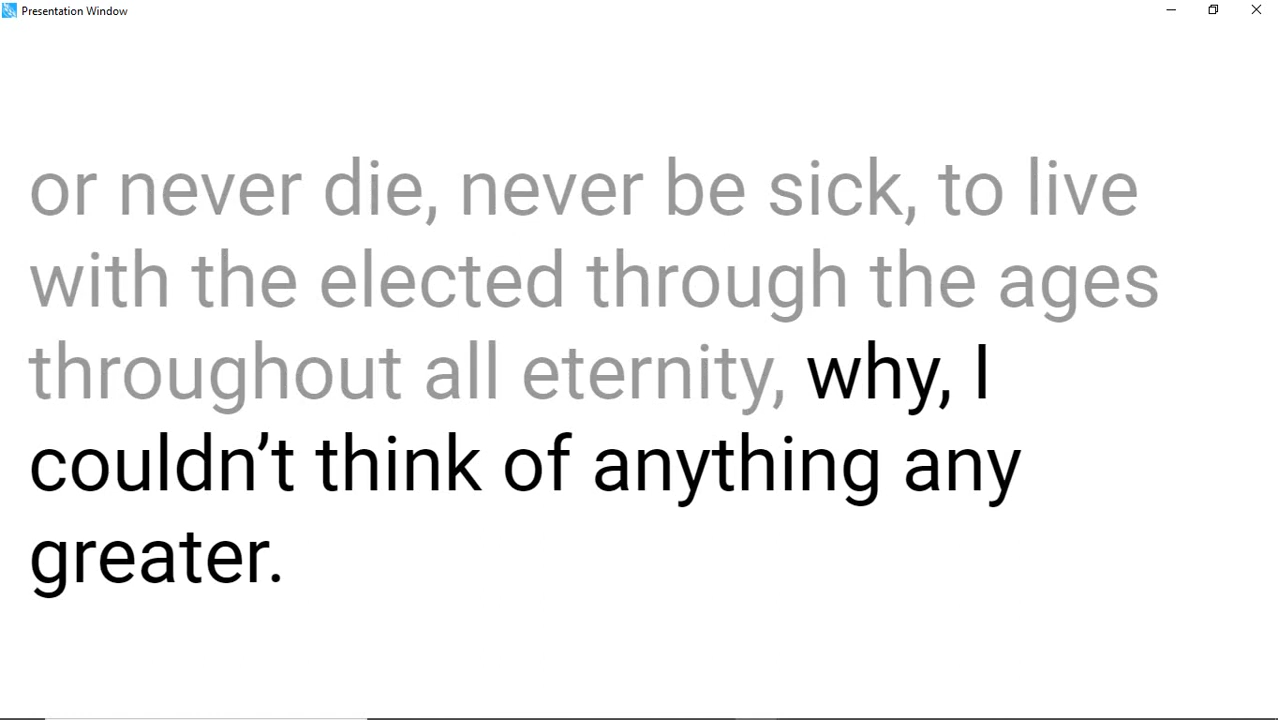 Presentation Window
or never die, never be sick, to live
with the elected through the ages
throughout all eternity, why, I
couldn’t think of anything any
greater.